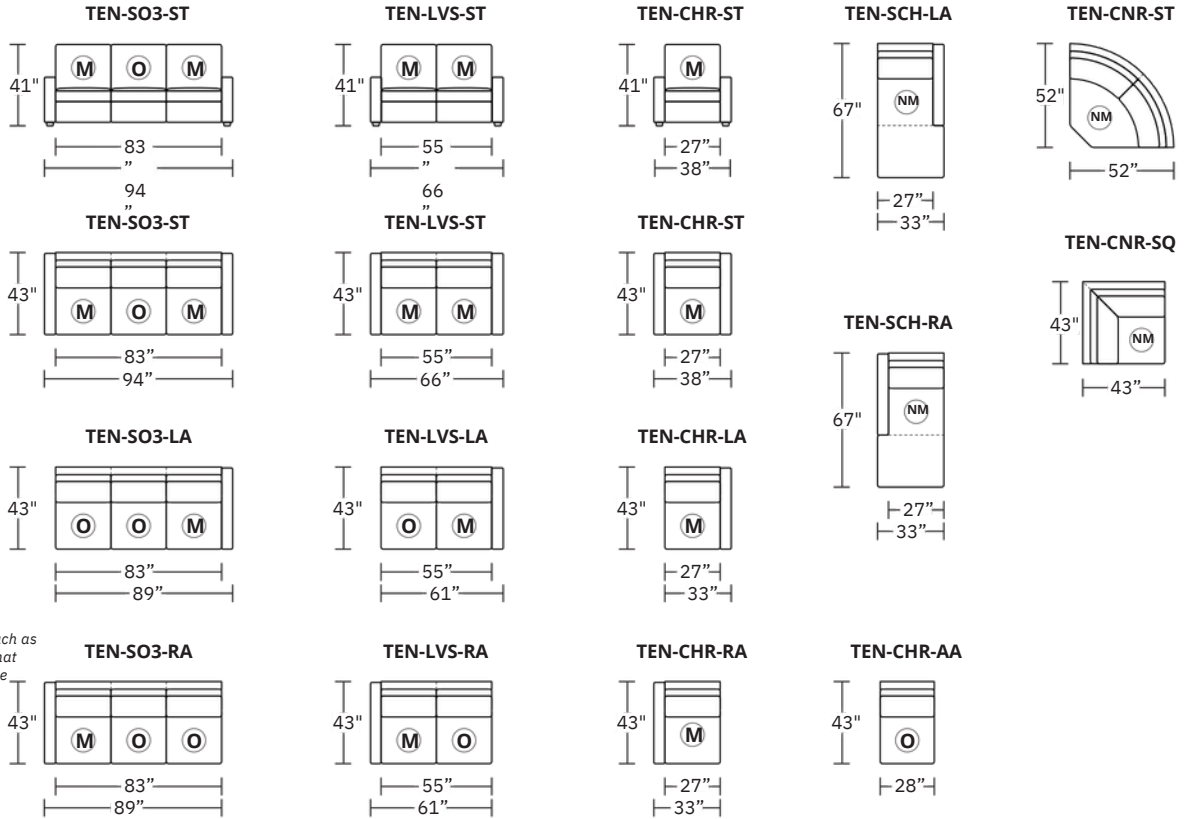 TEN-SO3-ST
41"
M O M
83
”
94
”
TEN-LVS-ST
41"
M M
55
”
66
”
TEN-CHR-ST
41"
M
27”
38”
TEN-SCH-LA
67"
NM
27”
33”
TEN-CNR-ST
52"
NM
52”
TEN-SO3-ST
43"
M O M
83”
94”
TEN-LVS-ST
43"
M M
55”
66”
TEN-CHR-ST
43"
M
27”
38”
TEN-SCH-RA
67"
NM
27”
33”
TEN-CNR-SQ
43"
NM
43”
TEN-SO3-LA
43"
O O M
83”
89”
TEN-LVS-LA
43"
O M
55”
61”
TEN-CHR-LA
43"
M
27”
33”
as
TEN-SO3-RA
43"
M O O
83”
89”
TEN-LVS-RA
43"
M O
55”
61”
TEN-CHR-RA
43"
M
27”
33”
TEN-CHR-AA
43"
O
28”